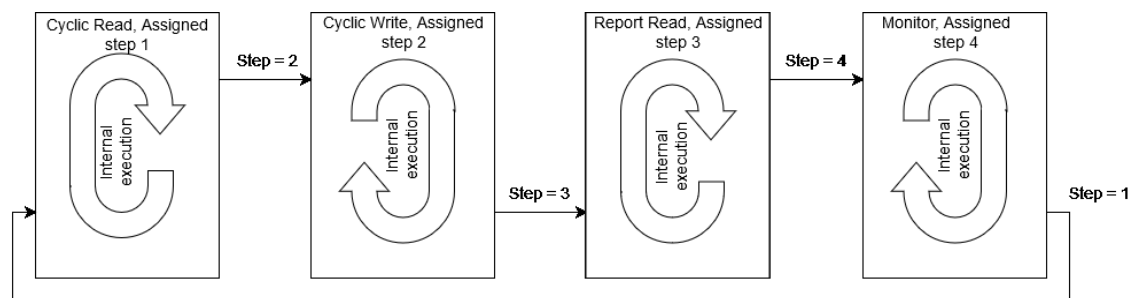 Cyclic Read, Assigned
step 1
Internal
execution
Step = 2
Cyclic Write, Assigned
step 2
Internal
execution
Step = 3
Report Read, Assigned
step 3
Internal
execution
Step = 4
Monitor, Assigned
step 4
Internal
execution
Step = 1